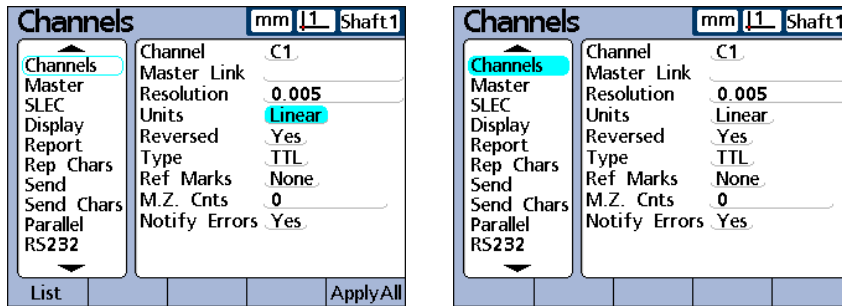 Channels mm 1 Shaft1
Channels
Master
SLEC
Display
Report
Rep Chars
Send
Send Chars
Parallel
RS232
Channel C1
Master Link
Resolution 0.005
Units Linear
Reversed Yes
Type TTL
Ref Marks None
M.Z. Cnts 0
Notify Errors Yes
List ApplyAll
Channels mm 1 Shaft1
Channels
Master
SLEC
Display
Report
Rep Chars
Send
Send Chars
Parallel
RS232
Channel C1
Master Link
Resolution 0.005
Units Linear
Reversed Yes
Type TTL
Ref Marks None
M.Z. Cnts 0
Notify Errors Yes